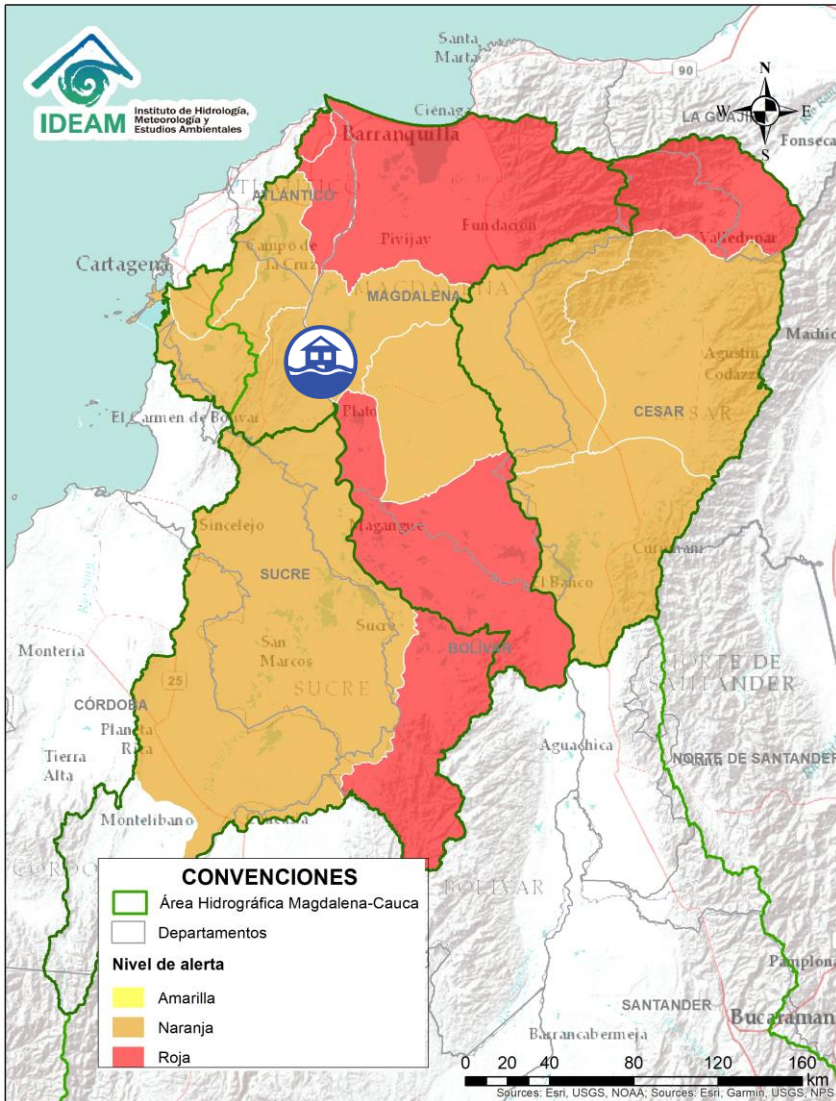 IDEAM
Instituto de Hidrología,
Meteorología y
Estudios Ambientales
Santa
Marta
90
N
W
E
S
LA GUAJI
Fonseca
Ciénaga
Barranquilla
ATLÁNTICO
Fundación
Pivijay
Valledupar
Campo de
la Cruz
Cartagena
MAGDALENA
Agustín
Codazzi
El Carmen de Bolívar
Plato
CESAR
Sincelejo
Magangué
SUCRE
El Banco
Sucre
Montería
San
Marcos
BOLÍVAR
NORTE DE
SANTANDER
25
SUCRE
CÓRDOBA
Planeta
Rica
Aguachica
NORTE DE SANTANDER
Tierra
Alta
Montelíbano
BOLÍVAR
CONVENCIONES
Área Hidrográfica Magdalena-Cauca
Departamentos
Nivel de alerta
Amarilla
Naranja
Roja
Pamplona
SANTANDER
Bucaraman
Barrancabermeja
0 20 40 80 120 160
km
Sources: Esri, USGS, NOAA; Sources: Esri, Garmin, USGS, NPS